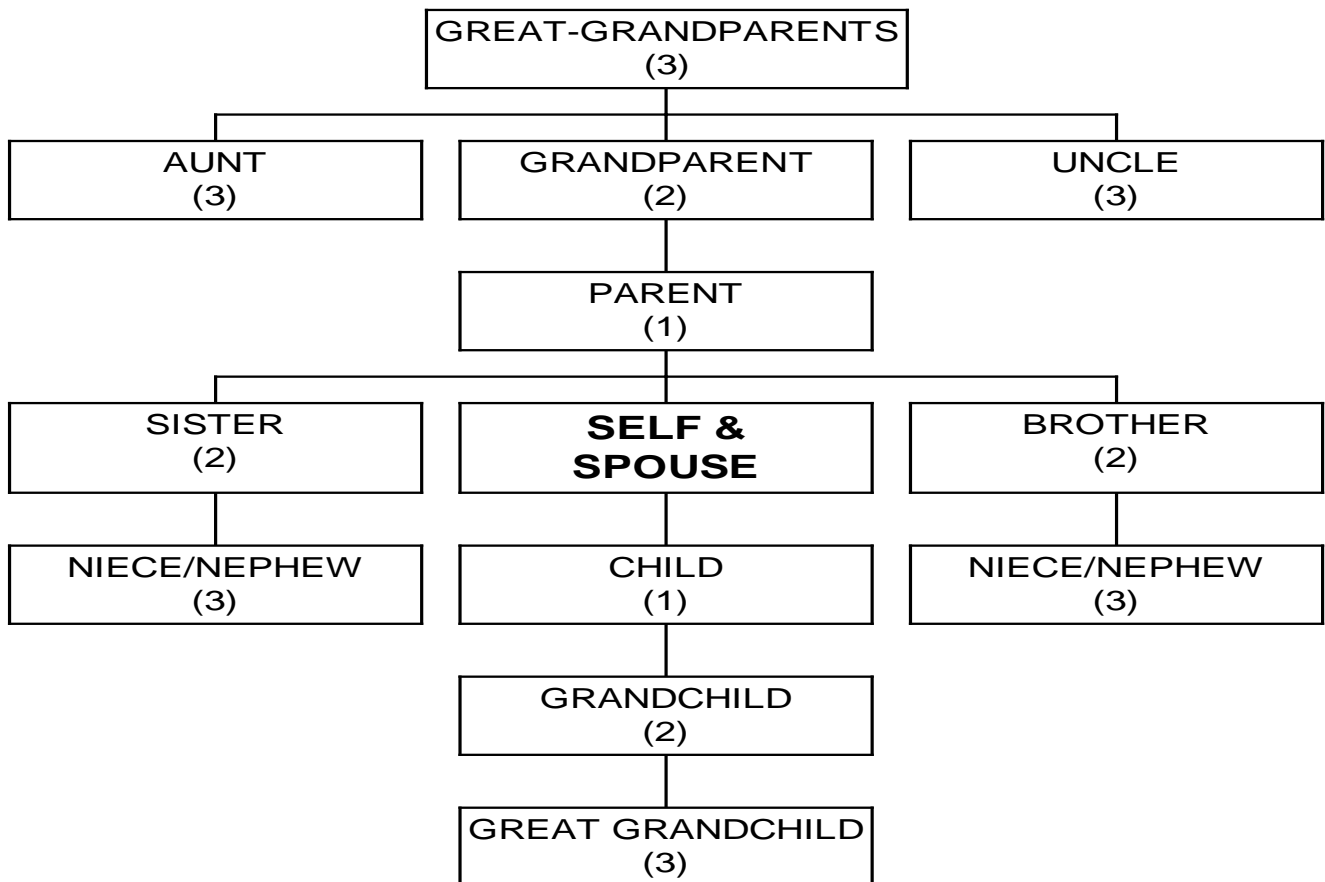 GREAT-GRANDPARENTS
(3)
AUNT
(3)
GRANDPARENT
(2)
UNCLE
(3)
PARENT
(1)
SISTER
(2)
SELF &
SPOUSE
BROTHER
(2)
NIECE/NEPHEW
(3)
CHILD
(1)
NIECE/NEPHEW
(3)
GRANDCHILD
(2)
GREAT GRANDCHILD
(3)